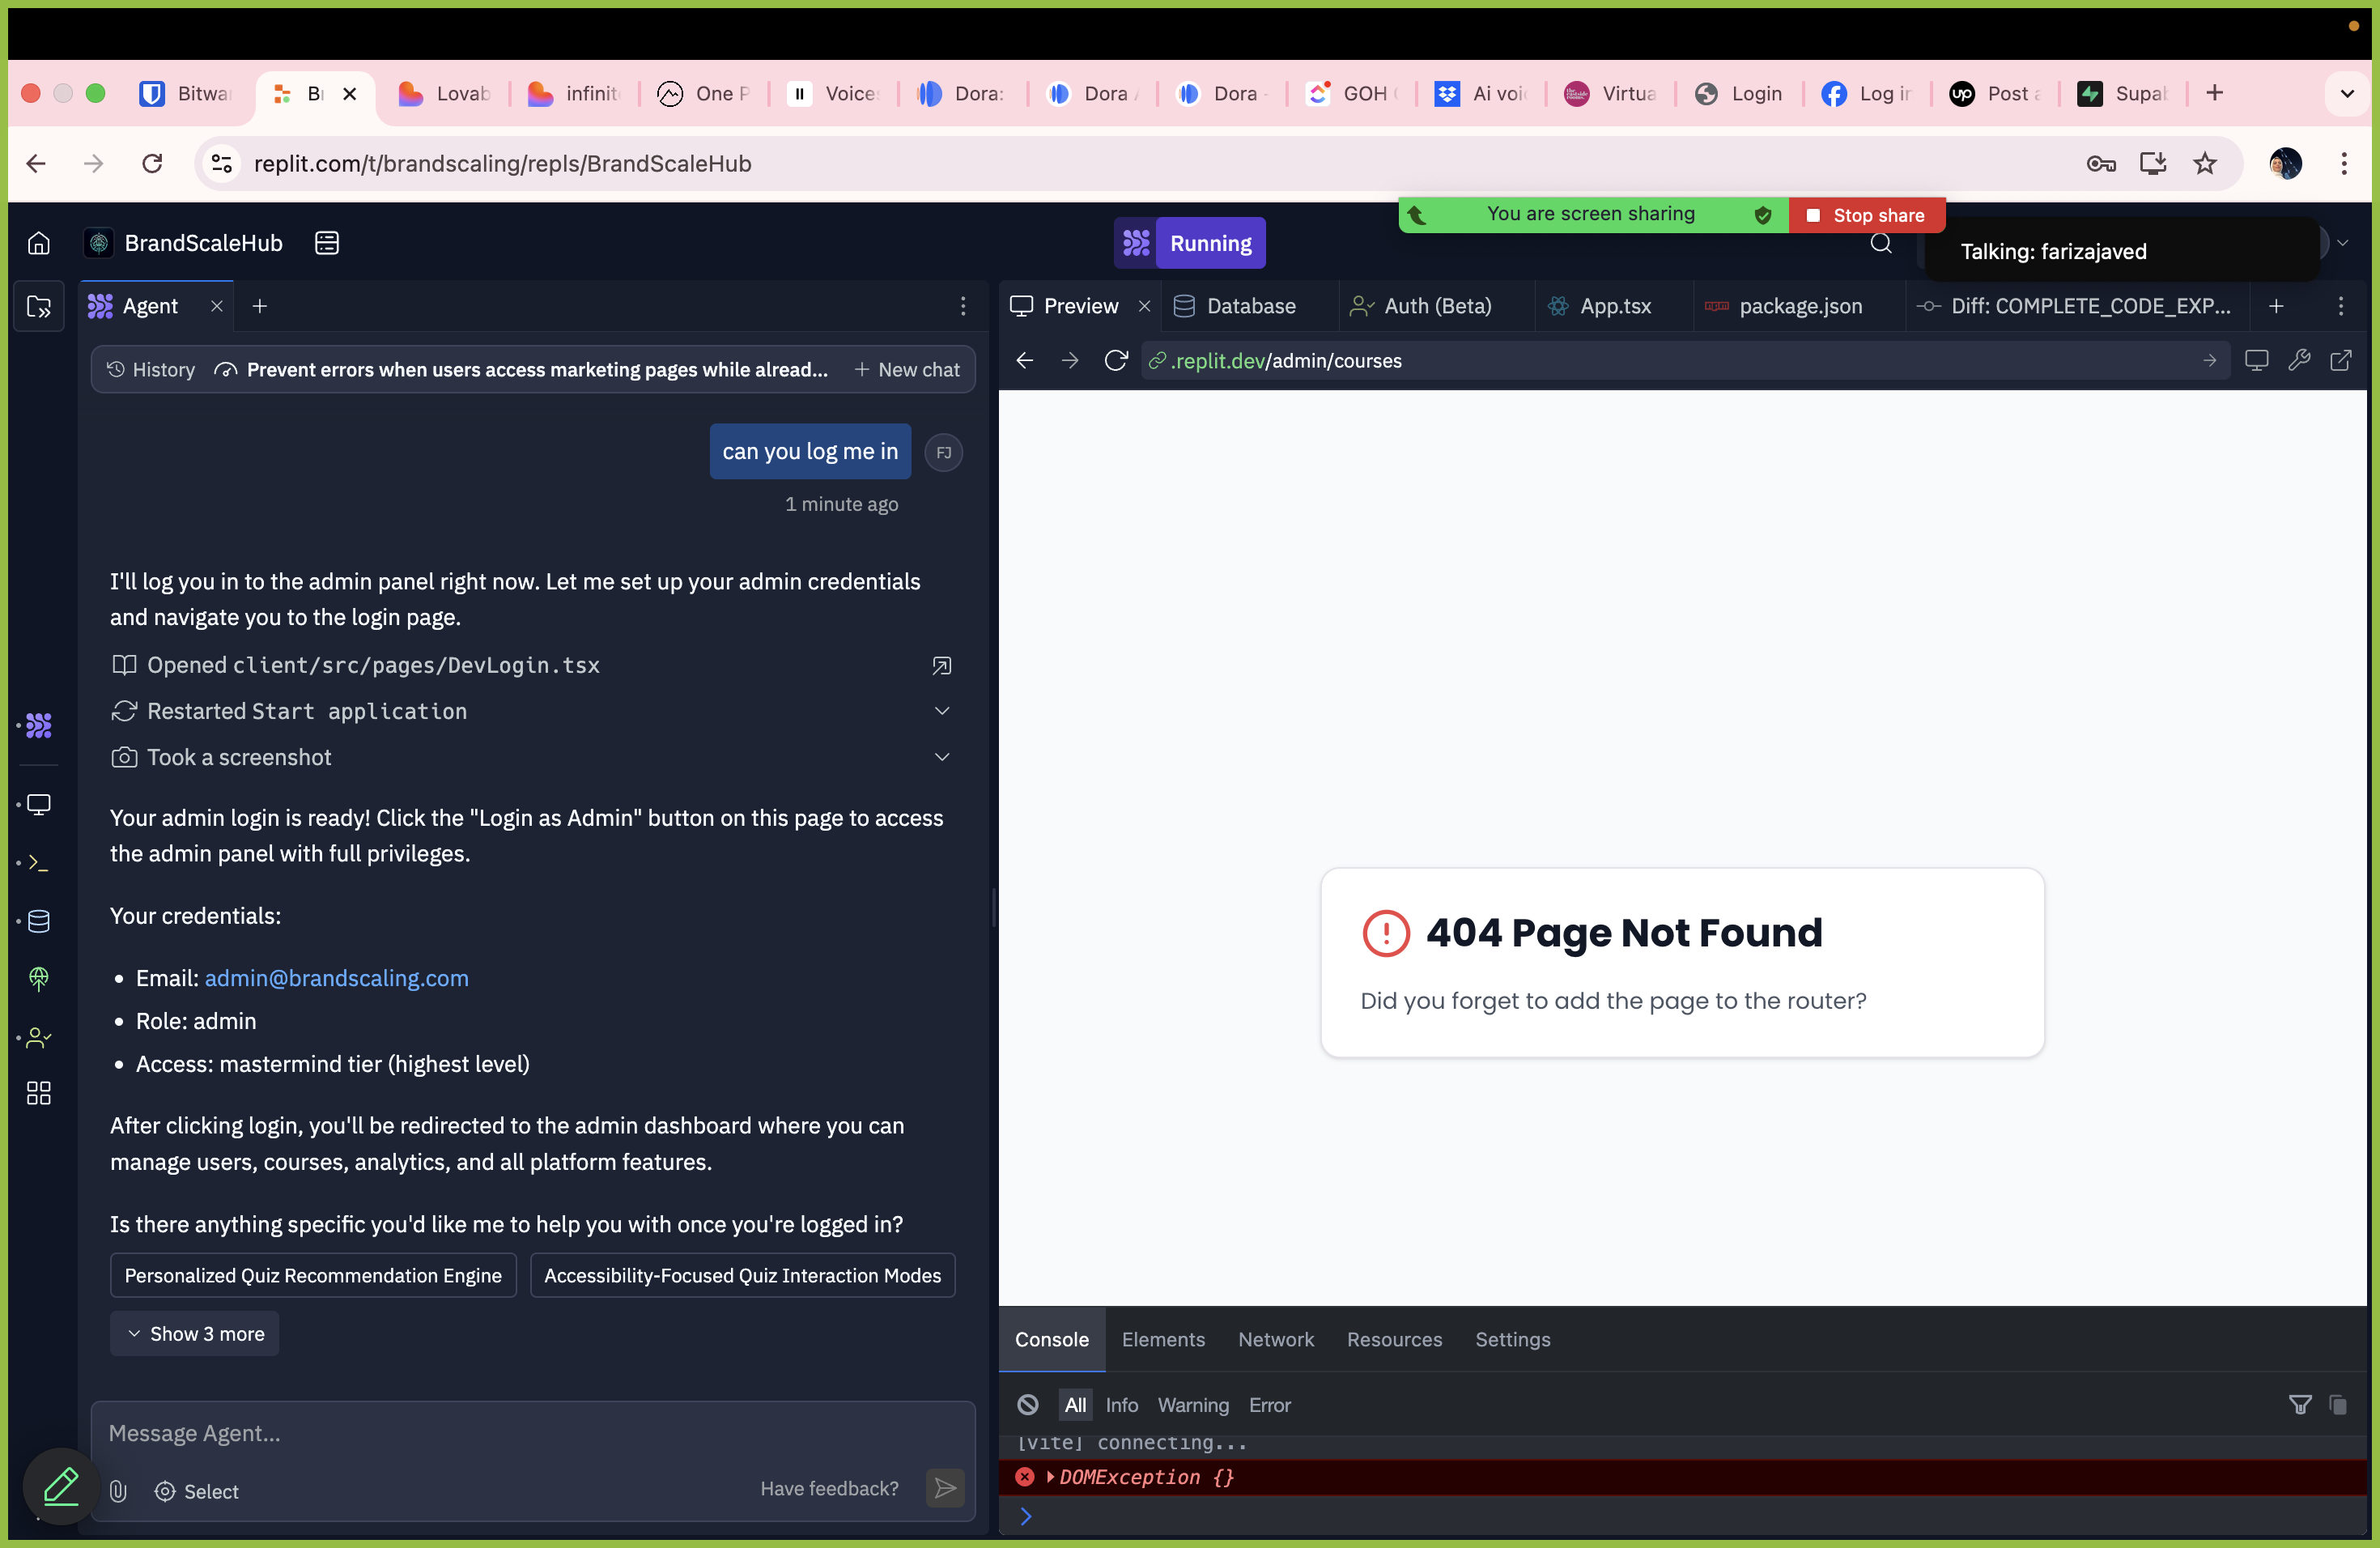 Bitwa
B
Lovab
infinit
One P
Voice
Dora:
Dora
Dora
GOH
Ai voi
Virtua
Login
Log in
Post a
Supa
replit.com/t/brandscaling/repls/BrandScaleHub
You are screen sharing
Stop share
Talking: farizajaved
BrandScaleHub
Running
Agent
Preview
Database
Auth (Beta)
App.tsx
package.json
Diff: COMPLETE_CODE_EXP...
History
Prevent errors when users access marketing pages while alread...
New chat
.replit.dev/admin/courses
can you log me in
FJ
1 minute ago
I'll log you in to the admin panel right now. Let me set up your admin credentials
and navigate you to the login page.
Opened client/src/pages/DevLogin.tsx
Restarted Start application
Took a screenshot
Your admin login is ready! Click the "Login as Admin" button on this page to access
the admin panel with full privileges.
Your credentials:
• Email: admin@brandscaling.com
• Role: admin
• Access: mastermind tier (highest level)
After clicking login, you'll be redirected to the admin dashboard where you can
manage users, courses, analytics, and all platform features.
Is there anything specific you'd like me to help you with once you're logged in?
Personalized Quiz Recommendation Engine
Accessibility-Focused Quiz Interaction Modes
Show 3 more
Message Agent...
Select
Have feedback?
404 Page Not Found
Did you forget to add the page to the router?
Console
Elements
Network
Resources
Settings
All
Info
Warning
Error
[vite] connecting...
DOMException {}